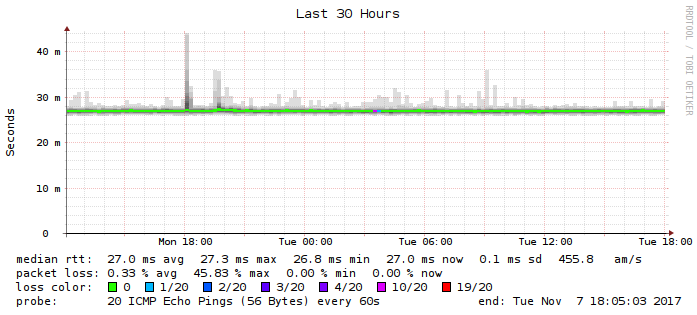 Last 30 Hours
RRDTOOL / TOBI OETIKER
Seconds
40 m
30 m
20 m
10 m
0
Mon 18:00 Tue 00:00 Tue 06:00 Tue 12:00 Tue 18:00
median rtt: 27.0 ms avg 27.3 ms max 26.8 ms min 27.0 ms now 0.1 ms sd 455.8 am/s
packet loss: 0.33 % avg 45.83 % max 0.00 % min 0.00 % now
loss color: 0 1/20 2/20 3/20 4/20 10/20 19/20
probe: 20 ICMP Echo Pings (56 Bytes) every 60s end: Tue Nov 7 18:05:03 2017